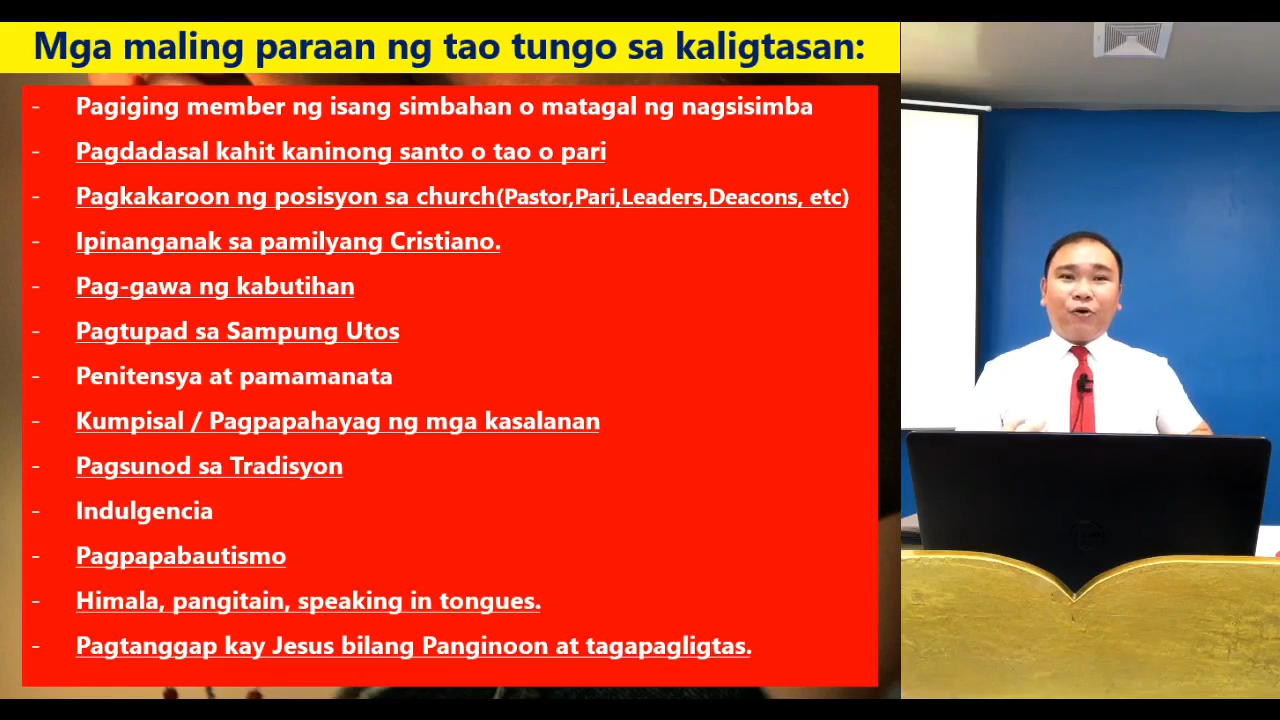 Mga maling paraan ng tao tungo sa kaligtasan:
- Pagiging member ng isang simbahan o matagal ng nagsisimba
- Pagdadasal kahit kaninong santo o tao o pari
- Pagkakaroon ng posisyon sa church(Pastor,Pari,Leaders,Deacons, etc)
- Ipinanganak sa pamilyang Cristiano.
- Pag-gawa ng kabutihan
- Pagtupad sa Sampung Utos
- Penitensya at pamamanata
- Kumpisal / Pagpapahayag ng mga kasalanan
- Pagsunod sa Tradisyon
- Indulgencia
- Pagpapabautismo
- Himala, pangitain, speaking in tongues.
- Pagtanggap kay Jesus bilang Panginoon at tagapagligtas.